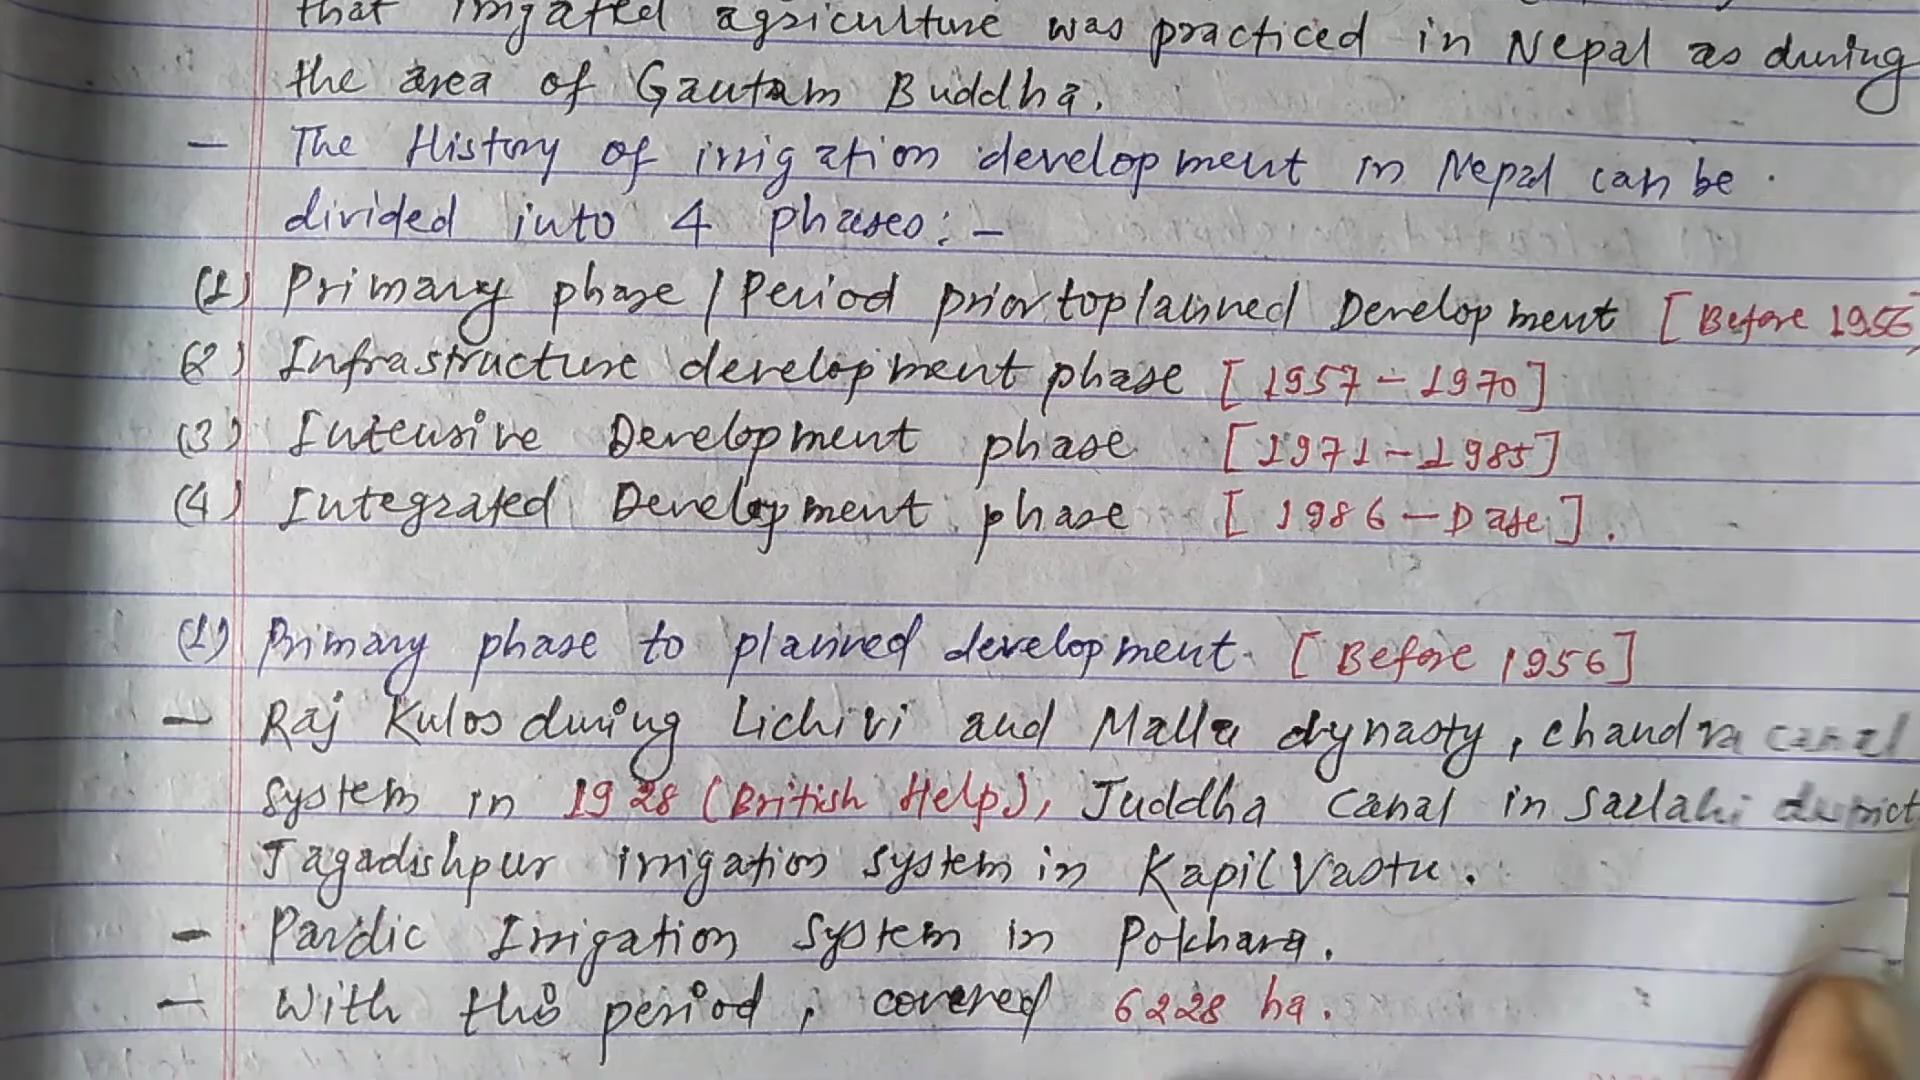 that irrigated agriculture was practiced in Nepal as during
the area of Gautam Buddha.
- The History of irrigation development in Nepal can be
divided into 4 phases:-
(1) Primary phase / Period prior to planned Development [Before 1956]
(2) Infrastructure development phase [1957-1970]
(3) Intensive Development phase [1971-1985]
(4) Integrated Development phase [1986-Date].
(1) Primary phase to planned development. [Before 1956]
- Raj Kulos during Lichivi and Malla dynasty, chandra canal
system in 1928 (British Help), Juddha Canal in Sarlahi district
Jagadishpur irrigation system in Kapil Vastu.
- Pardic Irrigation System in Pokhara.
- With this period, covered 6228 ha.